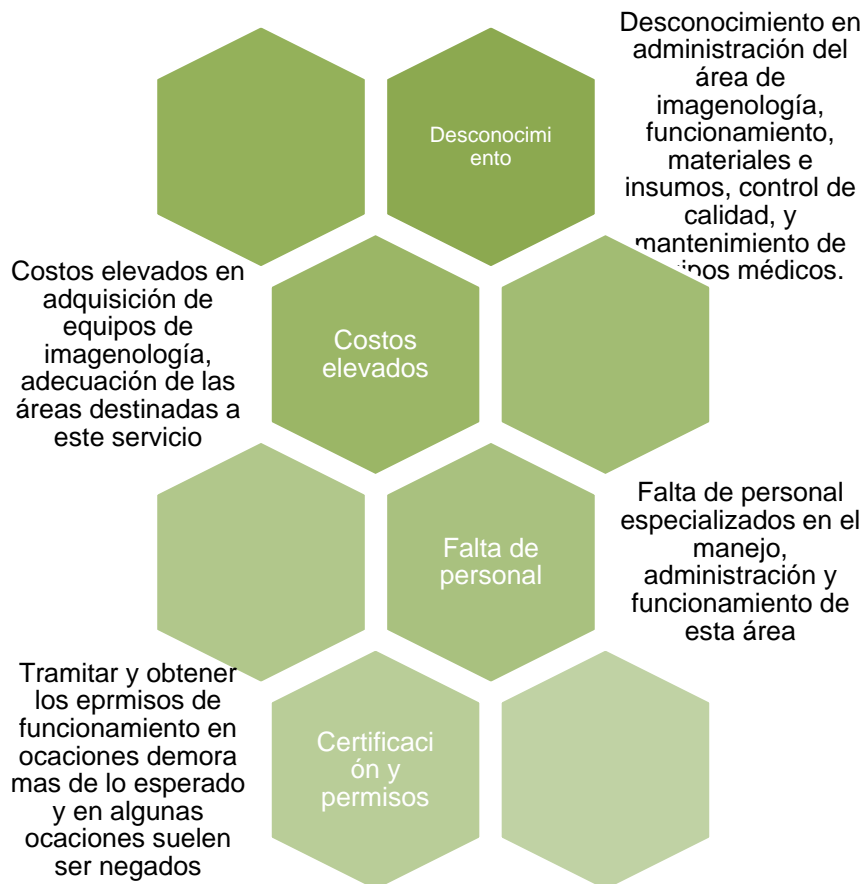 Desconocimi
ento
Desconocimiento en
administración del
área de
imagenología,
funcionamiento,
materiales e
insumos, control de
calidad, y
mantenimiento de
ipos médicos.
Costos elevados en
adquisición de
equipos de
imagenología,
adecuación de las
áreas destinadas a
este servicio
Costos
elevados
Falta de
personal
Falta de personal
especializados en el
manejo,
administración y
funcionamiento de
esta área
Tramitar y obtener
los eprmisos de
funcionamiento en
ocaciones demora
mas de lo esperado
y en algunas
ocaciones suelen
ser negados
Certificaci
ón y
permisos